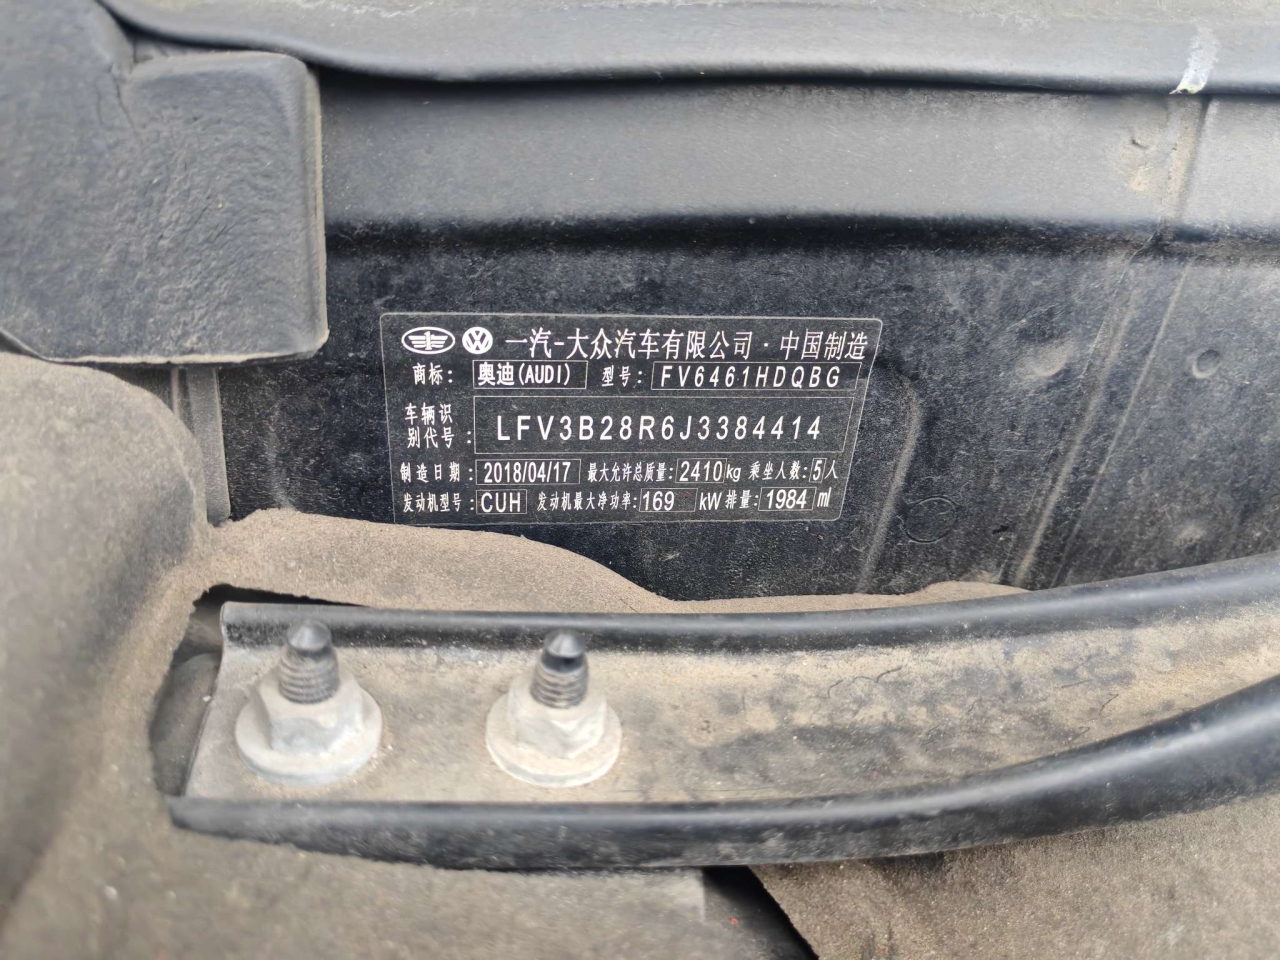 一汽-大众汽车有限公司·中国制造
商标: 奥迪(AUDI) 型号: FV6461HDQBG
车辆识别代号: LFV3B28R6J3384414
制造日期: 2018/04/17 最大允许总质量: 2410 kg 乘坐人数: 5 人
发动机型号: CUH 发动机最大净功率: 169 kW 排量: 1984 ml